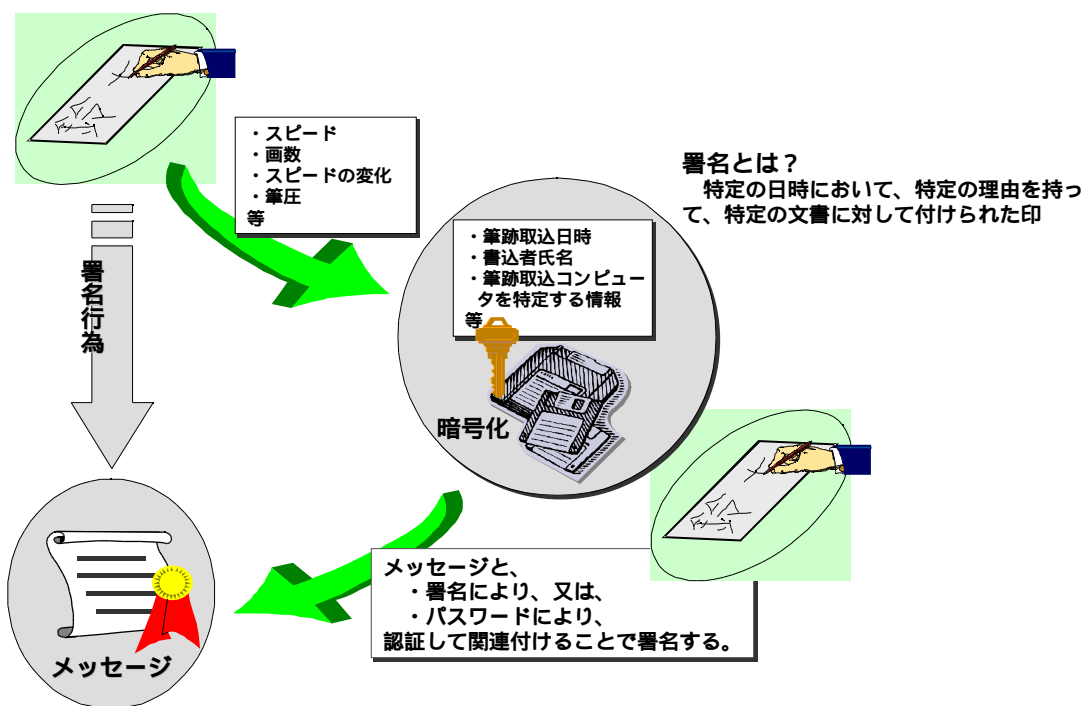 ・スピード
・画数
・スピードの変化
・筆圧
等
署名とは？
特定の日時において、特定の理由を持っ
て、特定の文書に対して付けられた印
・筆跡取込日時
・書込者氏名
・筆跡取込コンピュー
タを特定する情報
等
署名行為
暗号化
メッセージと、
・署名により、又は、
・パスワードにより、
認証して関連付けることで署名する。
メッセージ